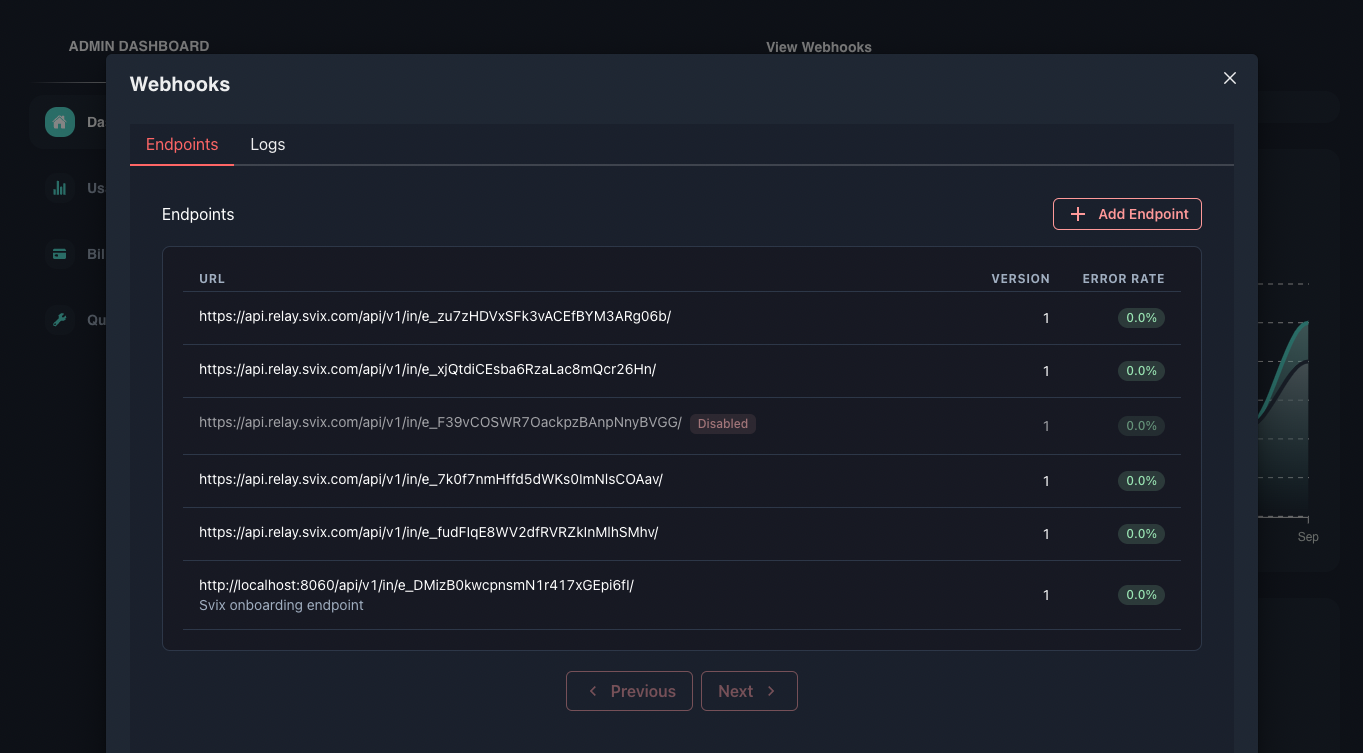 ADMIN DASHBOARD
View Webhooks
Webhooks
Da
Endpoints Logs
Us
Endpoints
Add Endpoint
Bil
URL VERSION ERROR RATE
https://api.relay.svix.com/api/v1/in/e_zu7zHDVxSFk3vACEfBYM3ARg06b/ 1 0.0%
Qu
https://api.relay.svix.com/api/v1/in/e_xjQtdiCEsba6RzaLac8mQcr26Hn/ 1 0.0%
https://api.relay.svix.com/api/v1/in/e_F39vCOSWR7OackpzBAnpNnyBVGG/ Disabled 1 0.0%
https://api.relay.svix.com/api/v1/in/e_7k0f7nmHffd5dWKs0ImNlsCOAav/ 1 0.0%
https://api.relay.svix.com/api/v1/in/e_fudFlqE8WV2dfRVRZkInMlhSMhv/ 1 0.0%
Sep
http://localhost:8060/api/v1/in/e_DMizB0kwcpnsmN1r417xGEpi6fI/ 1 0.0%
Svix onboarding endpoint
Previous Next